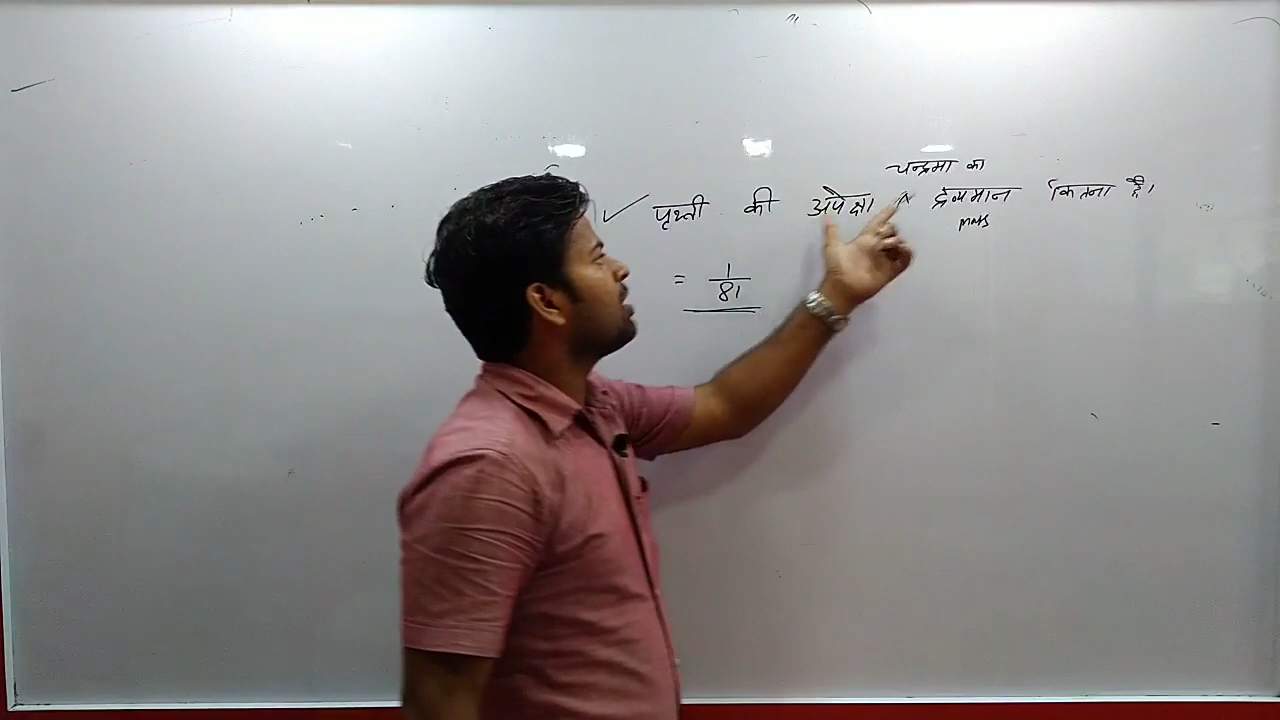 चन्द्रमा का
✓ पृथ्वी की अपेक्षा ^ द्रव्यमान कितना है।
mass
= 1/81